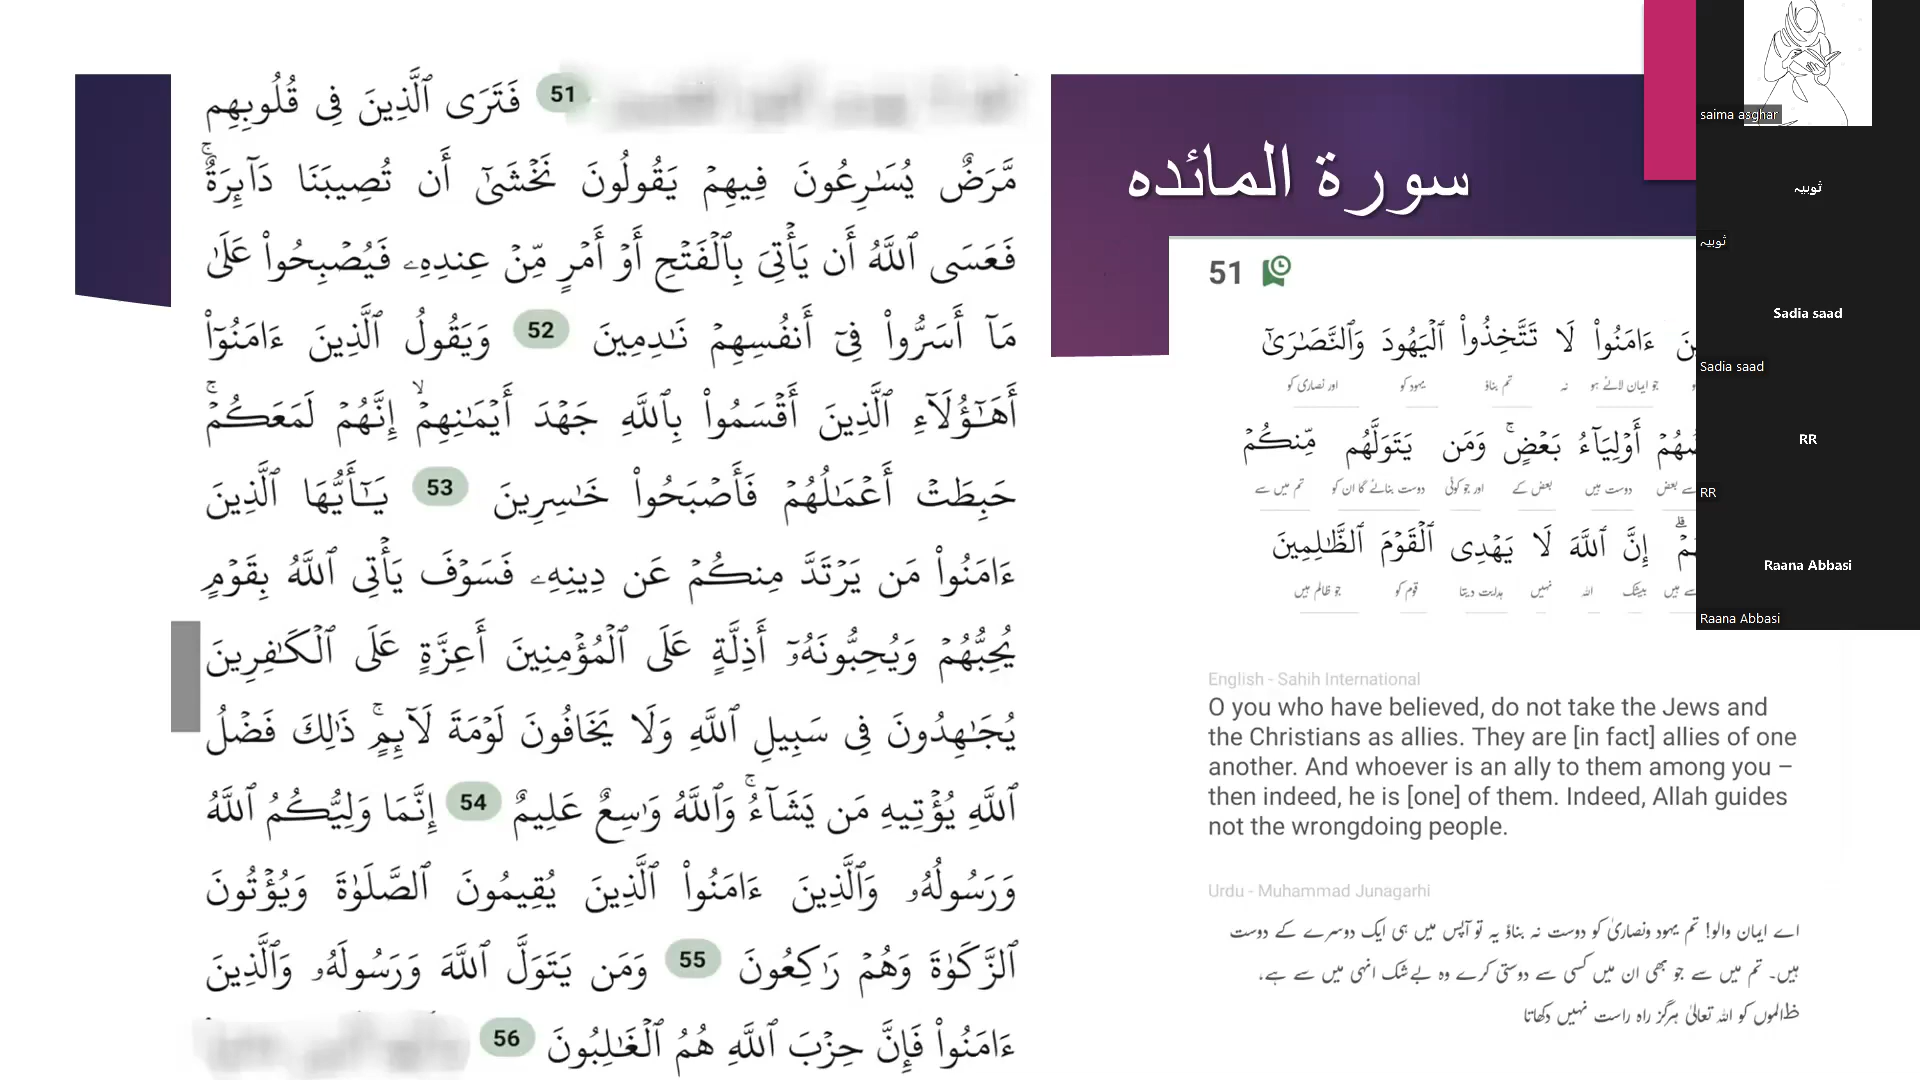 51 فَتَرَى ٱلَّذِينَ فِى قُلُوبِهِم
مَّرَضٌ يُسَـٰرِعُونَ فِيهِمْ يَقُولُونَ نَخْشَىٰٓ أَن تُصِيبَنَا دَآئِرَةٌ ۚ
فَعَسَى ٱللَّهُ أَن يَأْتِىَ بِٱلْفَتْحِ أَوْ أَمْرٍ مِّنْ عِندِهِۦ فَيُصْبِحُوا۟ عَلَىٰ
مَآ أَسَرُّوا۟ فِىٓ أَنفُسِهِمْ نَـٰدِمِينَ 52 وَيَقُولُ ٱلَّذِينَ ءَامَنُوٓا۟
أَهَـٰٓؤُلَآءِ ٱلَّذِينَ أَقْسَمُوا۟ بِٱللَّهِ جَهْدَ أَيْمَـٰنِهِمْ ۙ إِنَّهُمْ لَمَعَكُمْ ۚ
حَبِطَتْ أَعْمَـٰلُهُمْ فَأَصْبَحُوا۟ خَـٰسِرِينَ 53 يَـٰٓأَيُّهَا ٱلَّذِينَ
ءَامَنُوا۟ مَن يَرْتَدَّ مِنكُمْ عَن دِينِهِۦ فَسَوْفَ يَأْتِى ٱللَّهُ بِقَوْمٍ
يُحِبُّهُمْ وَيُحِبُّونَهُۥٓ أَذِلَّةٍ عَلَى ٱلْمُؤْمِنِينَ أَعِزَّةٍ عَلَى ٱلْكَـٰفِرِينَ
يُجَـٰهِدُونَ فِى سَبِيلِ ٱللَّهِ وَلَا يَخَافُونَ لَوْمَةَ لَآئِمٍ ۚ ذَٰلِكَ فَضْلُ
ٱللَّهِ يُؤْتِيهِ مَن يَشَآءُ ۚ وَٱللَّهُ وَٰسِعٌ عَلِيمٌ 54 إِنَّمَا وَلِيُّكُمُ ٱللَّهُ
وَرَسُولُهُۥ وَٱلَّذِينَ ءَامَنُوا۟ ٱلَّذِينَ يُقِيمُونَ ٱلصَّلَوٰةَ وَيُؤْتُونَ
ٱلزَّكَوٰةَ وَهُمْ رَٰكِعُونَ 55 وَمَن يَتَوَلَّ ٱللَّهَ وَرَسُولَهُۥ وَٱلَّذِينَ
ءَامَنُوا۟ فَإِنَّ حِزْبَ ٱللَّهِ هُمُ ٱلْغَـٰلِبُونَ 56
سورة المائده
51
ءَامَنُوا۟ لَا تَتَّخِذُوا۟ ٱلْيَهُودَ وَٱلنَّصَـٰرَىٰٓ
جو ایمان لائے ہو نہ تم بناؤ یہود کو اور نصاری کو
أَوْلِيَآءُ بَعْضٍ ۚ وَمَن يَتَوَلَّهُم مِّنكُمْ
سے بعض دوست ہیں بعض کے اور جو کوئی دوست بنائے گا ان کو تم میں سے
إِنَّ ٱللَّهَ لَا يَهْدِى ٱلْقَوْمَ ٱلظَّـٰلِمِينَ
سے ہیں بیشک اللہ نہیں ہدایت دیتا قوم کو جو ظالم ہیں
English - Sahih International
O you who have believed, do not take the Jews and
the Christians as allies. They are [in fact] allies of one
another. And whoever is an ally to them among you –
then indeed, he is [one] of them. Indeed, Allah guides
not the wrongdoing people.
Urdu - Muhammad Junagarhi
اے ایمان والو! تم یہود ونصاریٰ کو دوست نہ بناؤ یہ تو آپس میں ہی ایک دوسرے کے دوست
ہیں۔ تم میں سے جو بھی ان میں کسی سے دوستی کرے وہ بےشک انہی میں سے ہے،
ﻇالموں کو اللہ تعالیٰ ہرگز راه راست نہیں دکھاتا
saima asghar
ثوبیہ
ثوبیہ
Sadia saad
Sadia saad
RR
RR
Raana Abbasi
Raana Abbasi